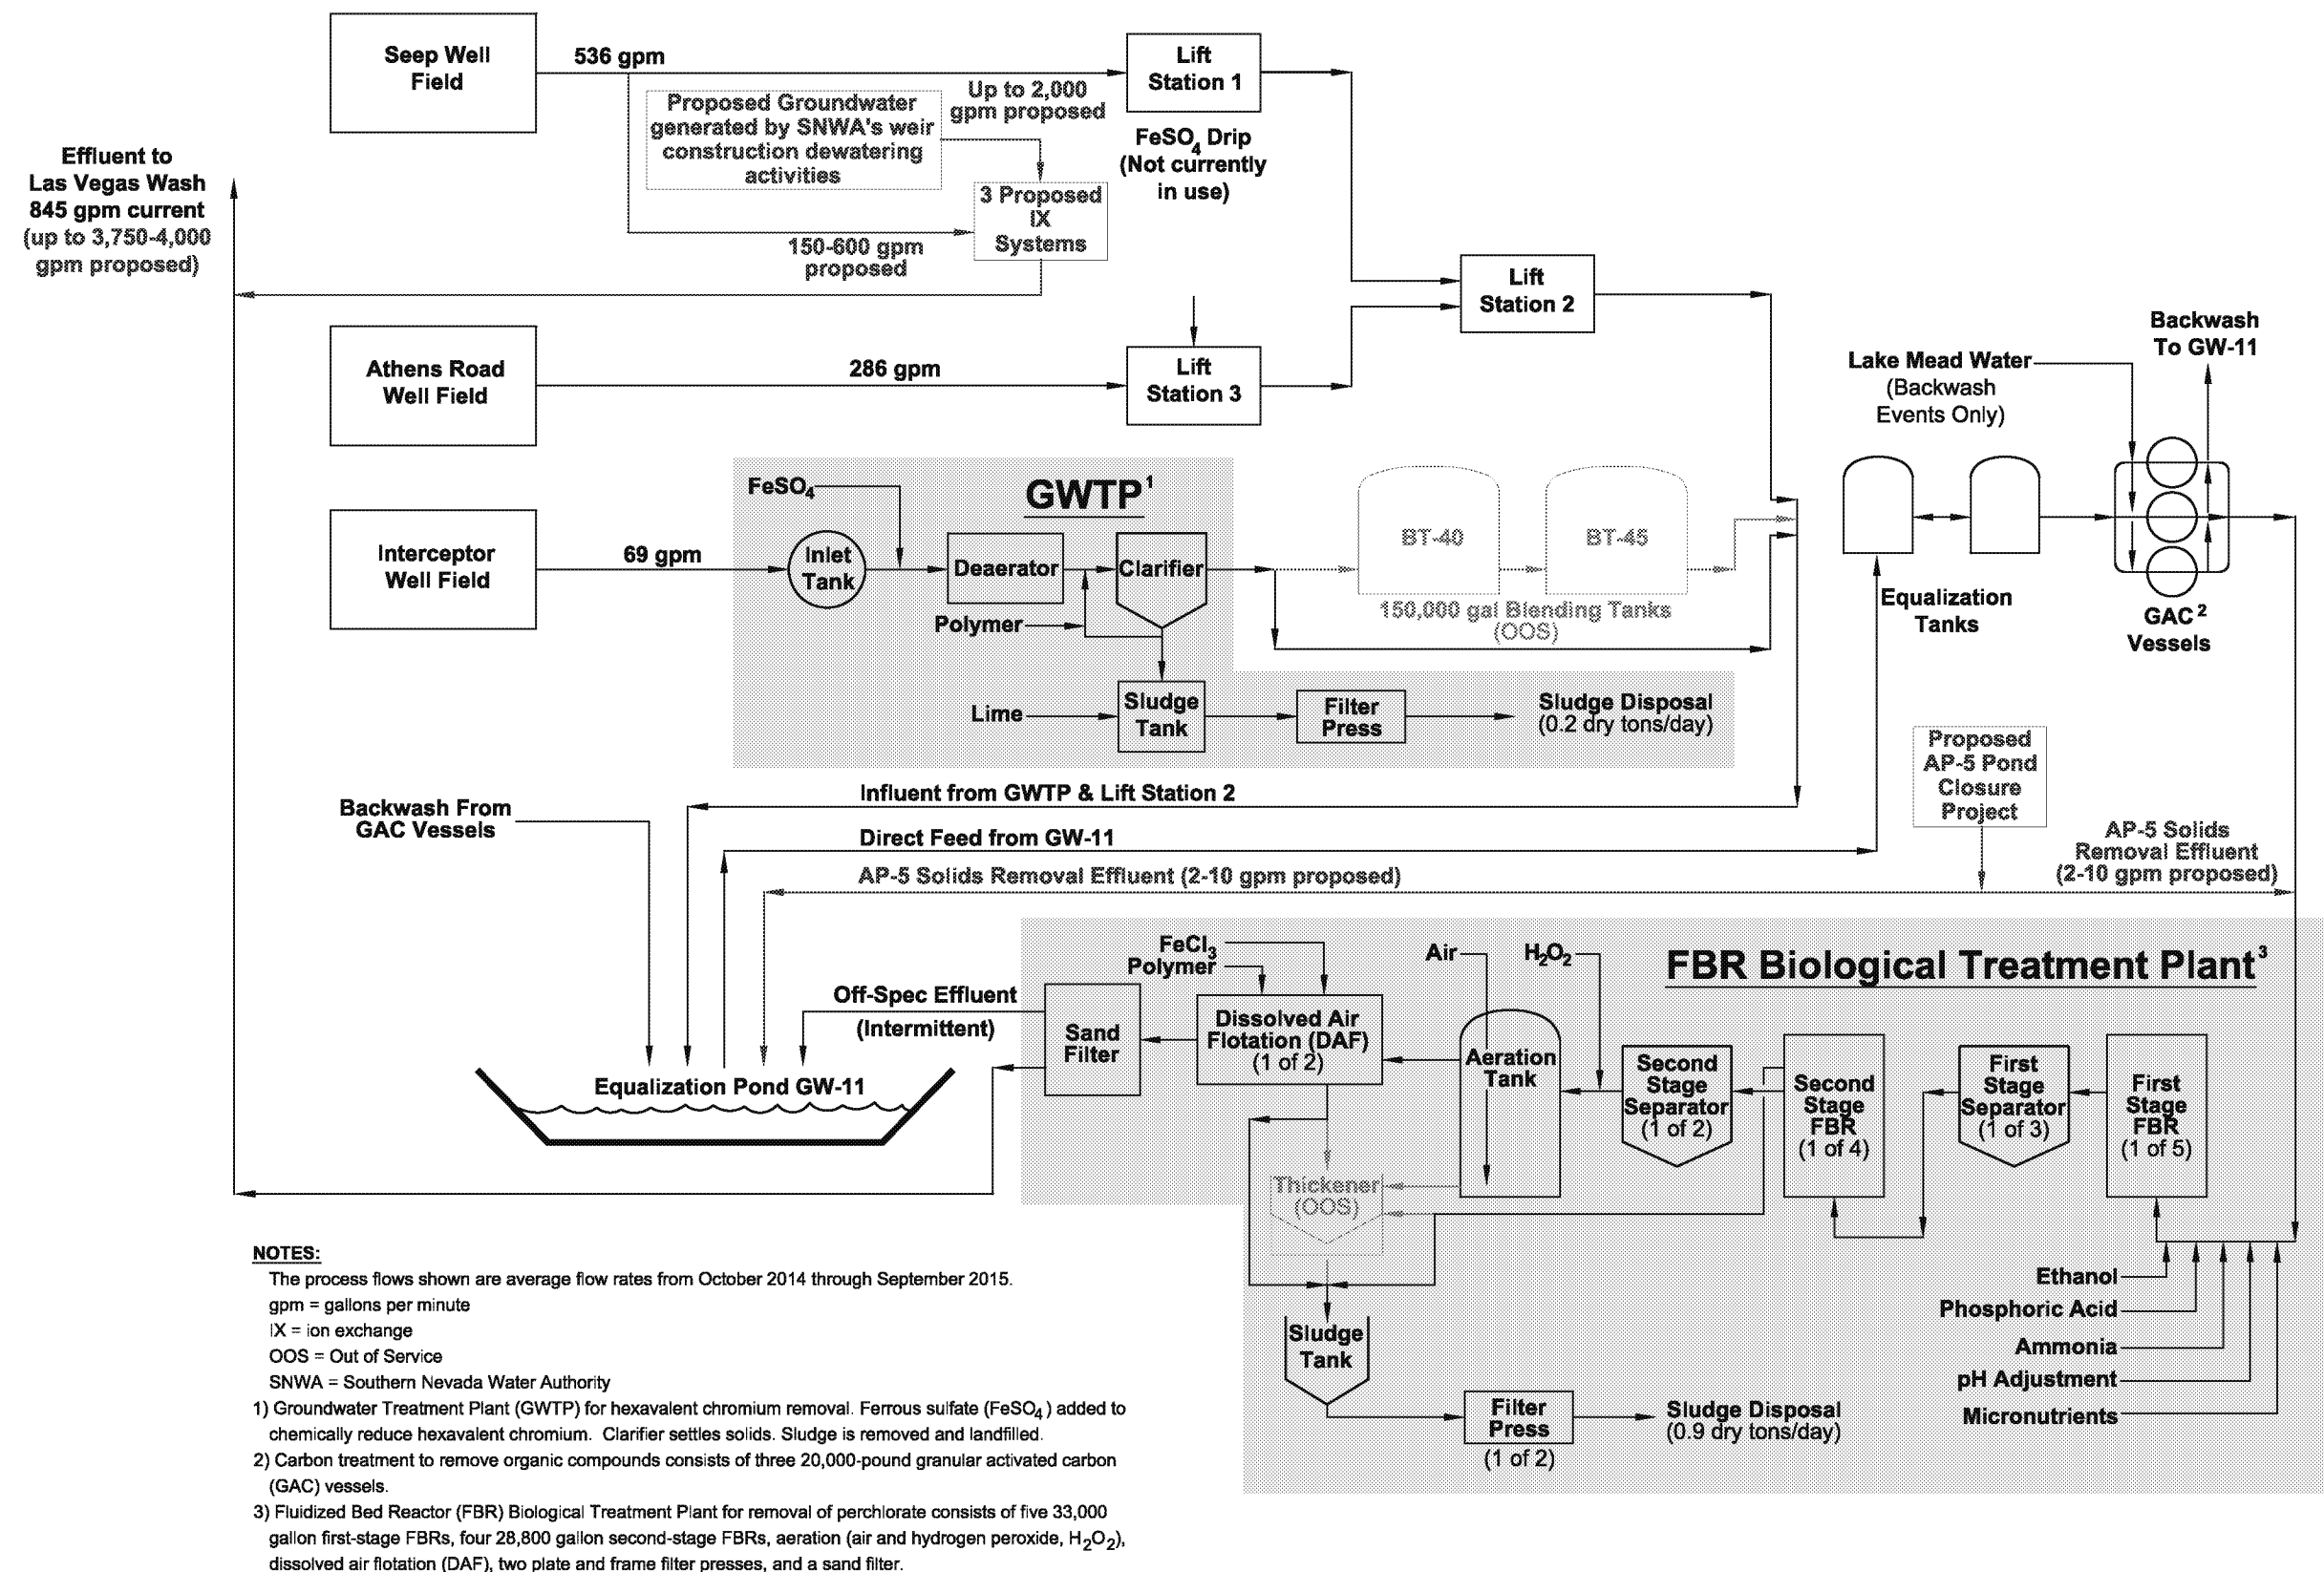 Seep Well
Field
536 gpm
Lift
Station 1
Up to 2,000
gpm proposed
Proposed Groundwater
generated by SNWA's weir
construction dewatering
activities
FeSO4 Drip
(Not currently
in use)
Effluent to
Las Vegas Wash
845 gpm current
(up to 3,750-4,000
gpm proposed)
3 Proposed
IX
Systems
150-600 gpm
proposed
Lift
Station 2
Athens Road
Well Field
286 gpm
Lift
Station 3
Backwash
To GW-11
Lake Mead Water
(Backwash
Events Only)
GWTP1
FeSO4
Interceptor
Well Field
69 gpm
Inlet
Tank
Deaerator
Clarifier
Polymer
BT-40
BT-45
150,000 gal Blending Tanks
(OOS)
Equalization
Tanks
GAC2
Vessels
Lime
Sludge
Tank
Filter
Press
Sludge Disposal
(0.2 dry tons/day)
Proposed
AP-5 Pond
Closure
Project
Backwash From
GAC Vessels
Influent from GWTP & Lift Station 2
Direct Feed from GW-11
AP-5 Solids Removal Effluent (2-10 gpm proposed)
AP-5 Solids
Removal Effluent
(2-10 gpm proposed)
FBR Biological Treatment Plant3
FeCl3
Polymer
Air
H2O2
Off-Spec Effluent
(Intermittent)
Sand
Filter
Dissolved Air
Flotation (DAF)
(1 of 2)
Aeration
Tank
Second
Stage
Separator
(1 of 2)
Second
Stage
FBR
(1 of 4)
First
Stage
Separator
(1 of 3)
First
Stage
FBR
(1 of 5)
Equalization Pond GW-11
Thickener
(OOS)
Sludge
Tank
Filter
Press
(1 of 2)
Sludge Disposal
(0.9 dry tons/day)
Ethanol
Phosphoric Acid
Ammonia
pH Adjustment
Micronutrients
NOTES:
The process flows shown are average flow rates from October 2014 through September 2015.
gpm = gallons per minute
IX = ion exchange
OOS = Out of Service
SNWA = Southern Nevada Water Authority
1) Groundwater Treatment Plant (GWTP) for hexavalent chromium removal. Ferrous sulfate (FeSO4) added to
chemically reduce hexavalent chromium. Clarifier settles solids. Sludge is removed and landfilled.
2) Carbon treatment to remove organic compounds consists of three 20,000-pound granular activated carbon
(GAC) vessels.
3) Fluidized Bed Reactor (FBR) Biological Treatment Plant for removal of perchlorate consists of five 33,000
gallon first-stage FBRs, four 28,800 gallon second-stage FBRs, aeration (air and hydrogen peroxide, H2O2),
dissolved air flotation (DAF), two plate and frame filter presses, and a sand filter.